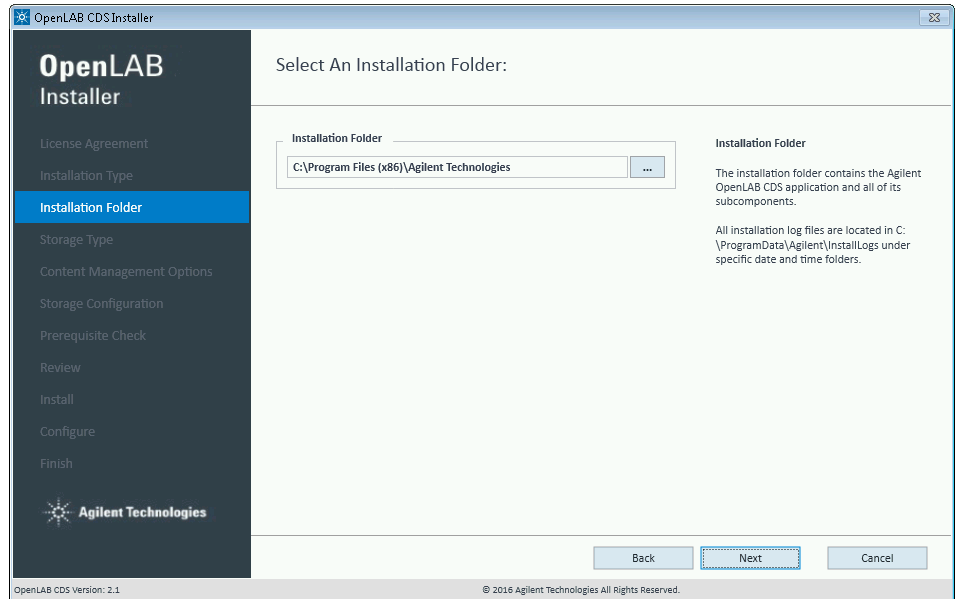 OpenLAB CDS Installer
OpenLAB
Installer
License Agreement
Installation Type
Installation Folder
Storage Type
Content Management Options
Storage Configuration
Prerequisite Check
Review
Install
Configure
Finish
Agilent Technologies
Select An Installation Folder:
Installation Folder
C:\Program Files (x86)\Agilent Technologies
...
Installation Folder
The installation folder contains the Agilent
OpenLAB CDS application and all of its
subcomponents.
All installation log files are located in C:
\ProgramData\Agilent\InstallLogs under
specific date and time folders.
Back
Next
Cancel
OpenLAB CDS Version: 2.1
© 2016 Agilent Technologies All Rights Reserved.